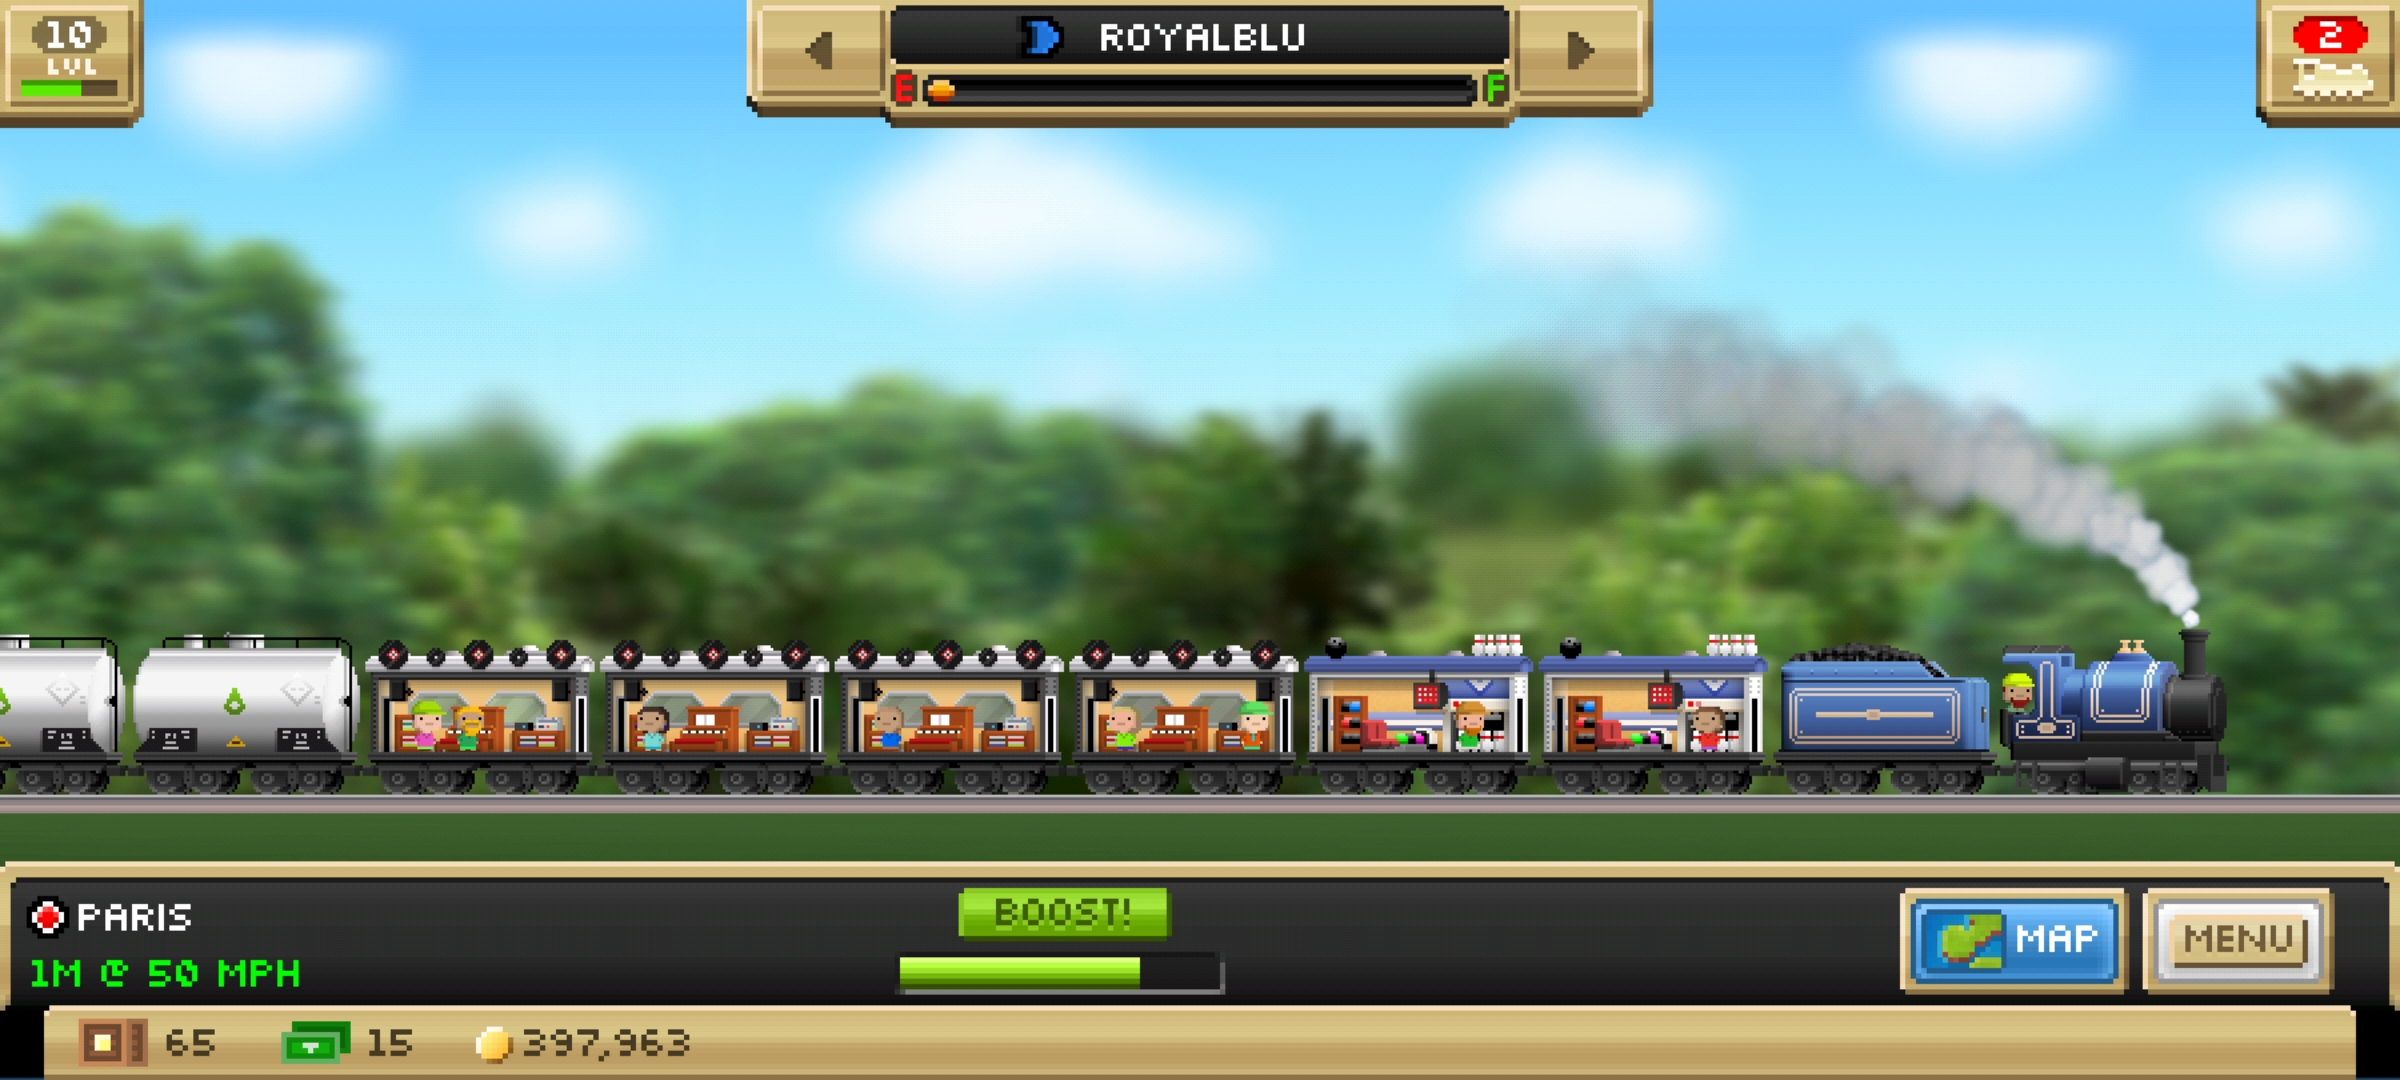 10
LVL
ROYALBLU
E F
2
PARIS
1M @ 50 MPH
BOOST!
MAP
MENU
65
15
397,963